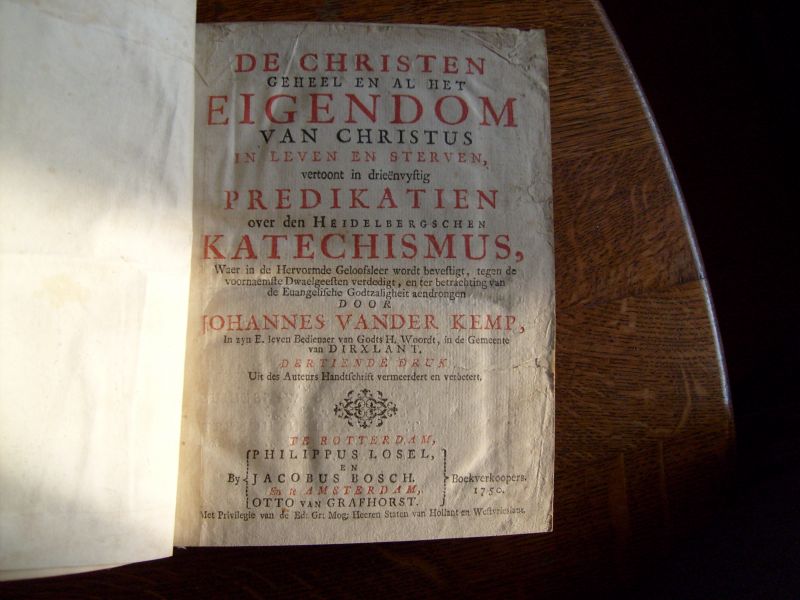 DE CHRISTEN
GEHEEL EN AL HET
EIGENDOM
VAN CHRISTUS
IN LEVEN EN STERVEN,
vertoont in drieënvyftig
PREDIKATIEN
over den HEIDELBERGSCHEN
KATECHISMUS,
Waer in de Hervormde Geloofsleer wordt bevestigt, tegen de
voornaemste Dwaelgeesten verdedigt, en ter betrachting van
de Euangelische Godtzaligheit aendrongen
DOOR
JOHANNES VANDER KEMP,
In zyn E. leven Bedienaer van Godts H. Woordt, in de Gemeente
van DIRXLANT.
DERTIENDE DRUK
Uit des Auteurs Handtschrift vermeerdert en verbetert.
TE ROTTERDAM,
PHILIPPUS LOSEL,
EN
By JACOBUS BOSCH. Boekverkoopers.
En te AMSTERDAM, 1750.
OTTO VAN GRAFHORST.
Met Privilegie van de Ed: Gr: Mog: Heeren Staten van Hollant en Westvrieslant.